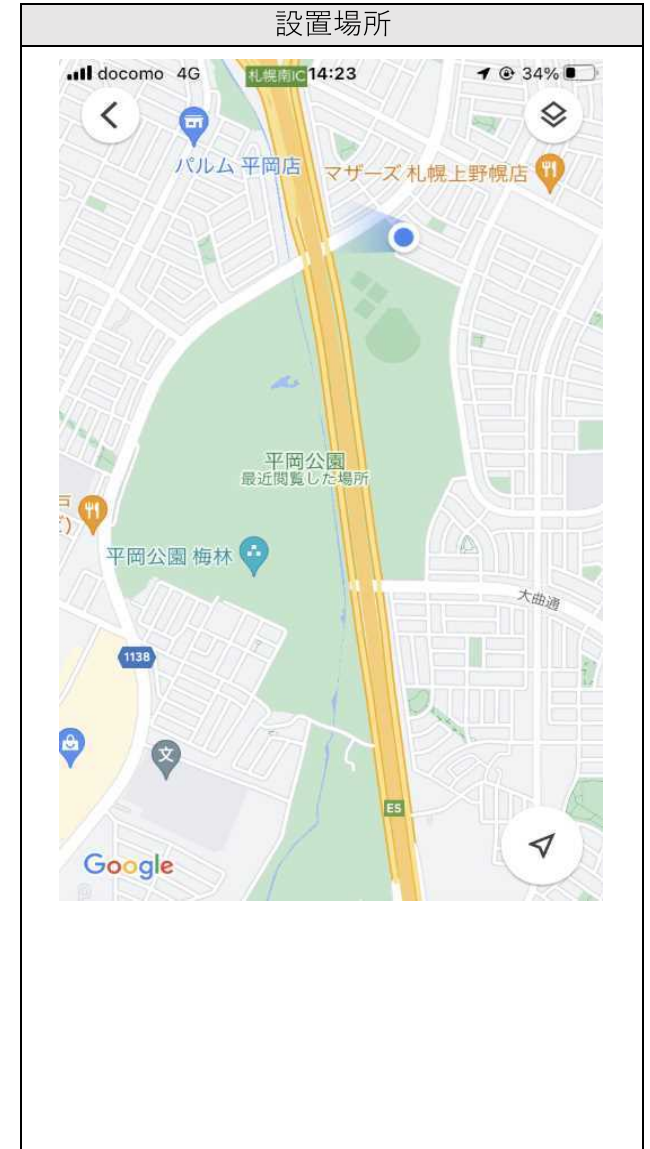 設置場所
docomo 4G
札幌南IC
14:23
34%
パルム 平岡店
マザーズ 札幌上野幌店
平岡公園
最近閲覧した場所
平岡公園 梅林
大曲通
1138
文
E5
Google